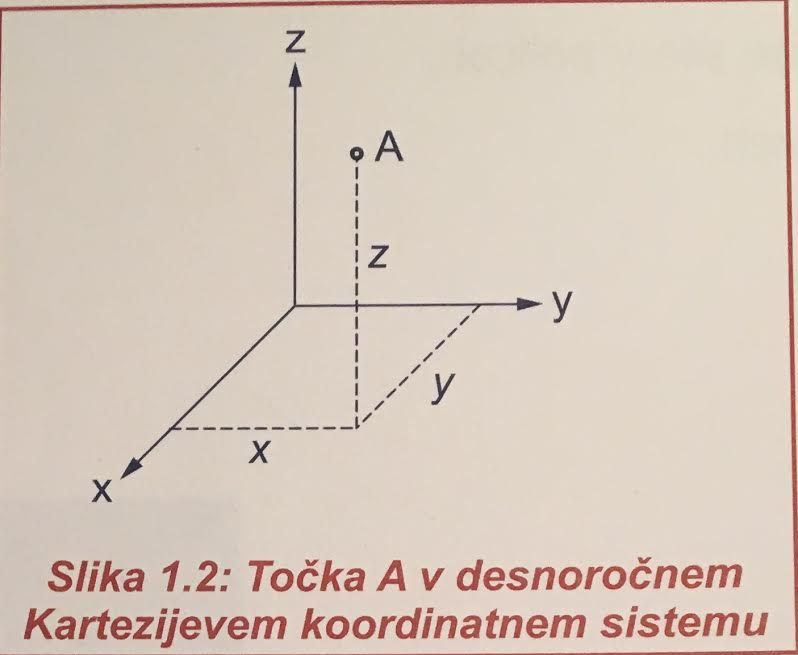 z
A
z
y
y
x
x
Slika 1.2: Točka A v desnoročnem
Kartezijevem koordinatnem sistemu